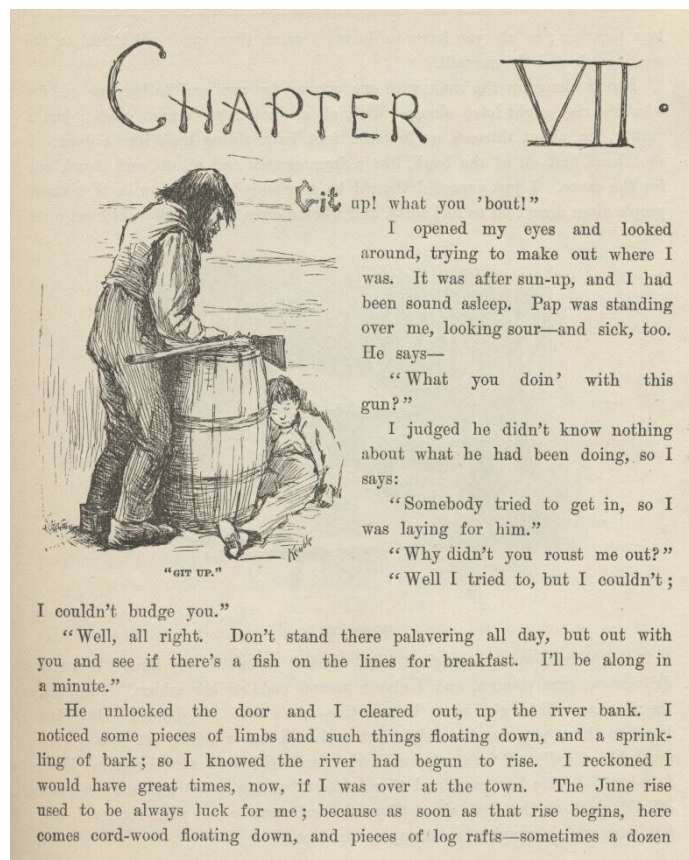 CHAPTER VII.
Git up! what you 'bout!”
I opened my eyes and looked
around, trying to make out where I
was. It was after sun-up, and I had
been sound asleep. Pap was standing
over me, looking sour—and sick, too.
He says—
“What you doin’ with this
gun?”
I judged he didn’t know nothing
about what he had been doing, so I
says:
“Somebody tried to get in, so I
was laying for him.”
“Why didn’t you roust me out?”
“Well I tried to, but I couldn’t;
Kemble
“GIT UP.”
I couldn’t budge you.”
“Well, all right. Don’t stand there palavering all day, but out with
you and see if there’s a fish on the lines for breakfast. I’ll be along in
a minute.”
He unlocked the door and I cleared out, up the river bank. I
noticed some pieces of limbs and such things floating down, and a sprink-
ling of bark; so I knowed the river had begun to rise. I reckoned I
would have great times, now, if I was over at the town. The June rise
used to be always luck for me; because as soon as that rise begins, here
comes cord-wood floating down, and pieces of log rafts—sometimes a dozen